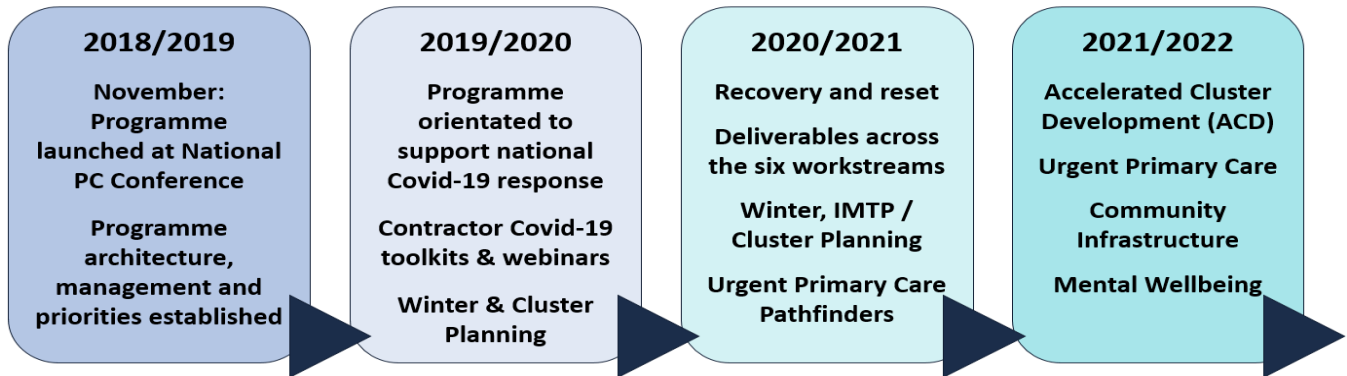 2018/2019
November:
Programme
launched at National
PC Conference
Programme
architecture,
management and
priorities established
2019/2020
Programme
orientated to
support national
Covid-19 response
Contractor Covid-19
toolkits & webinars
Winter & Cluster
Planning
2020/2021
Recovery and reset
Deliverables across
the six workstreams
Winter, IMTP /
Cluster Planning
Urgent Primary Care
Pathfinders
2021/2022
Accelerated Cluster
Development (ACD)
Urgent Primary Care
Community
Infrastructure
Mental Wellbeing